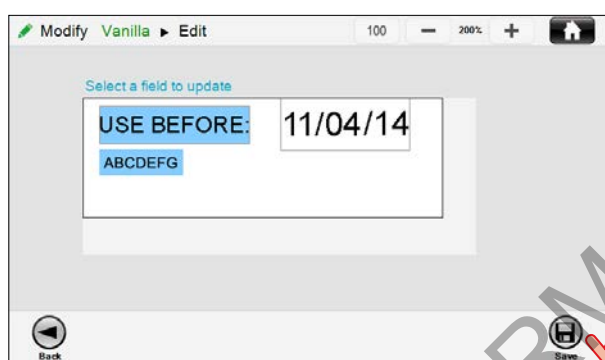 Modify Vanilla ► Edit 100 — 200% +
Select a field to update
USE BEFORE: 11/04/14
ABCDEFG
Back Save